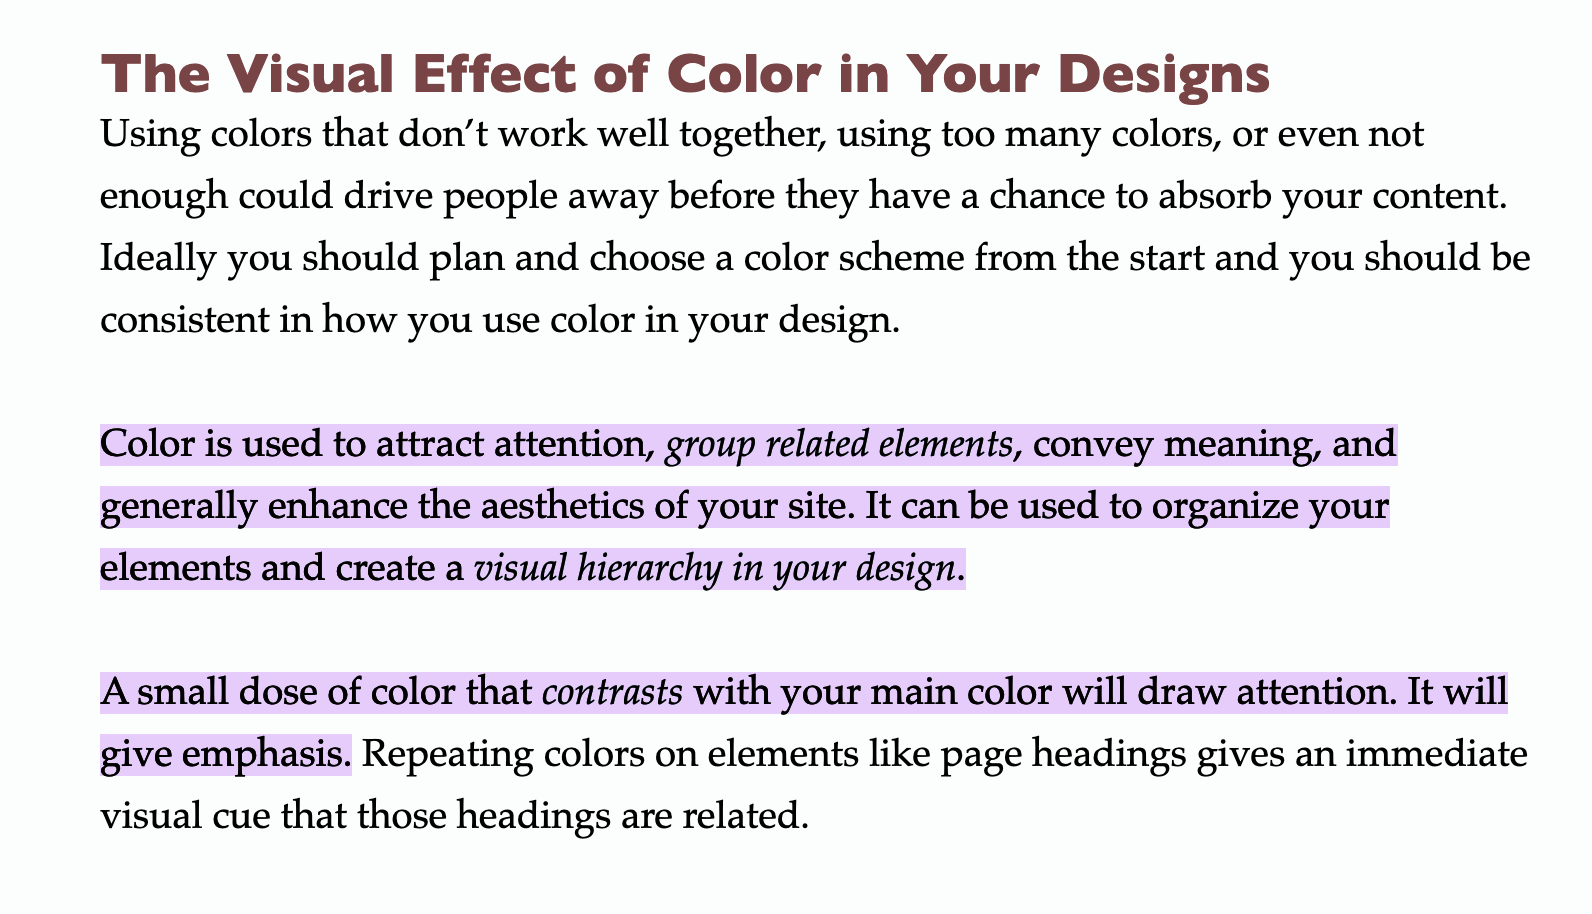 The Visual Effect of Color in Your Designs
Using colors that don’t work well together, using too many colors, or even not
enough could drive people away before they have a chance to absorb your content.
Ideally you should plan and choose a color scheme from the start and you should be
consistent in how you use color in your design.
Color is used to attract attention, group related elements, convey meaning, and
generally enhance the aesthetics of your site. It can be used to organize your
elements and create a visual hierarchy in your design.
A small dose of color that contrasts with your main color will draw attention. It will
give emphasis. Repeating colors on elements like page headings gives an immediate
visual cue that those headings are related.